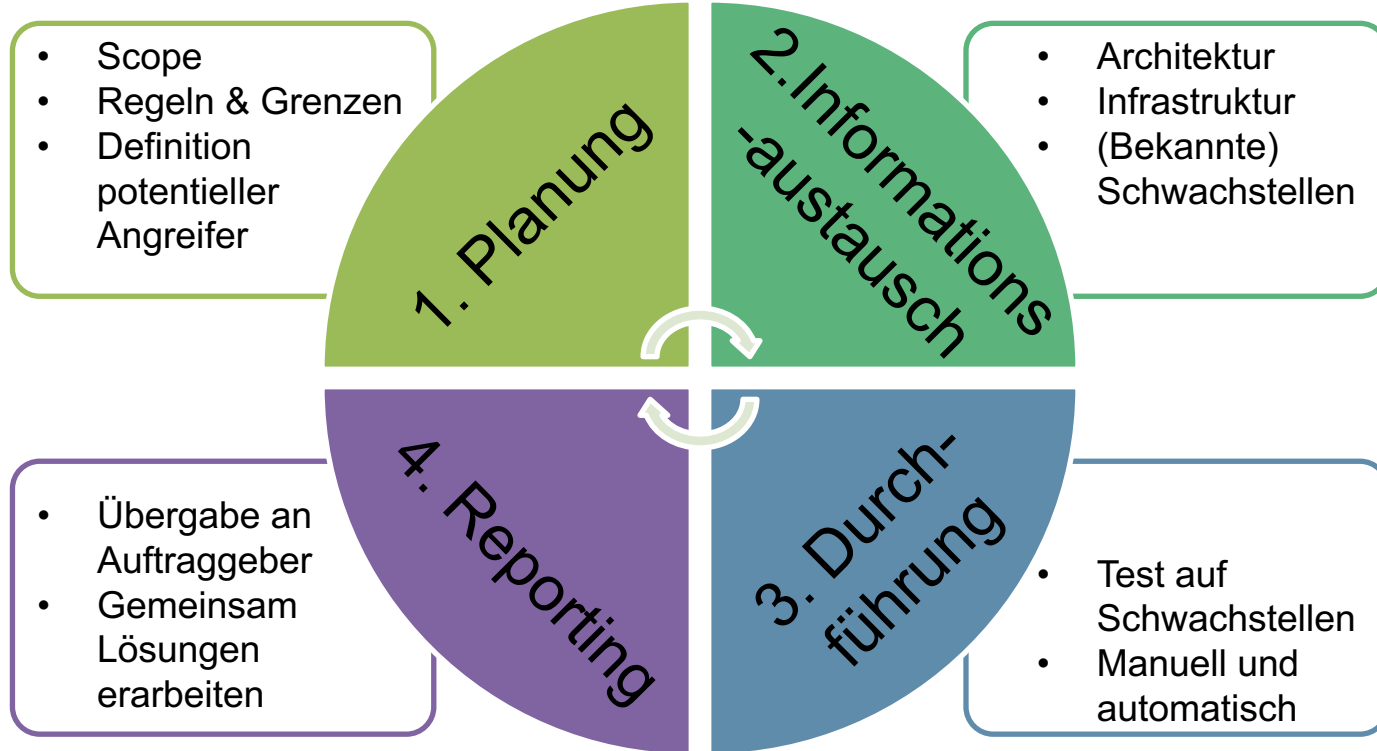 • Scope
• Regeln & Grenzen
• Definition
potentieller
Angreifer
1. Planung
2.Informations
-austausch
• Architektur
• Infrastruktur
• (Bekannte)
Schwachstellen
3. Durch-
führung
• Test auf
Schwachstellen
• Manuell und
automatisch
4. Reporting
• Übergabe an
Auftraggeber
• Gemeinsam
Lösungen
erarbeiten